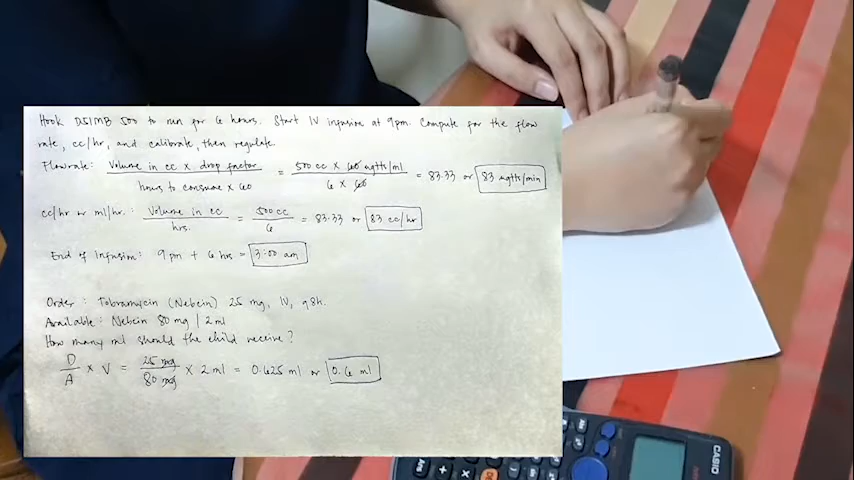 Hook D5IMB 500 to run for 6 hours. Start IV infusion at 9pm. Compute for the flow
rate, cc/hr, and calibrate, then regulate.
Flowrate: Volume in cc x drop factor / hours to consume x 60 = 500 cc x 60 ugtts/ml / 6 x 60 = 83.33 or 83 ugtts/min
cc/hr or ml/hr.: Volume in cc / hrs. = 500 cc / 6 = 83.33 or 83 cc/hr
End of Infusion: 9 pm + 6 hrs = 3:00 am
Order: Tobramycin (Nebcin) 25 mg, IV, q8h.
Available: Nebcin 80 mg / 2 ml
How many ml should the child receive?
D / A x V = 25 mg / 80 mg x 2 ml = 0.625 ml or 0.6 ml
CASIO